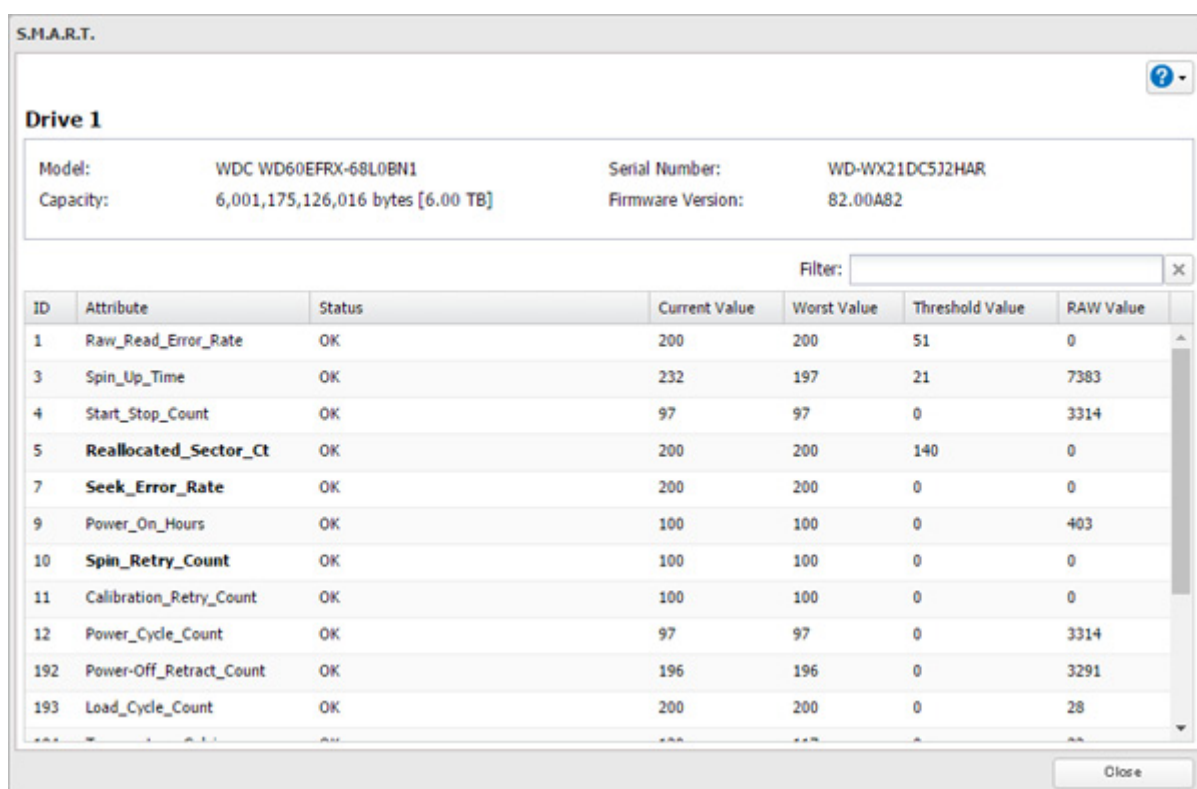 S.M.A.R.T.
Drive 1
Model: WDC WD60EFRX-68L0BN1 Serial Number: WD-WX21DC5J2HAR
Capacity: 6,001,175,126,016 bytes [6.00 TB] Firmware Version: 82.00A82
Filter:
ID Attribute Status Current Value Worst Value Threshold Value RAW Value
1 Raw_Read_Error_Rate OK 200 200 51 0
3 Spin_Up_Time OK 232 197 21 7383
4 Start_Stop_Count OK 97 97 0 3314
5 Reallocated_Sector_Ct OK 200 200 140 0
7 Seek_Error_Rate OK 200 200 0 0
9 Power_On_Hours OK 100 100 0 403
10 Spin_Retry_Count OK 100 100 0 0
11 Calibration_Retry_Count OK 100 100 0 0
12 Power_Cycle_Count OK 97 97 0 3314
192 Power-Off_Retract_Count OK 196 196 0 3291
193 Load_Cycle_Count OK 200 200 0 28
Close